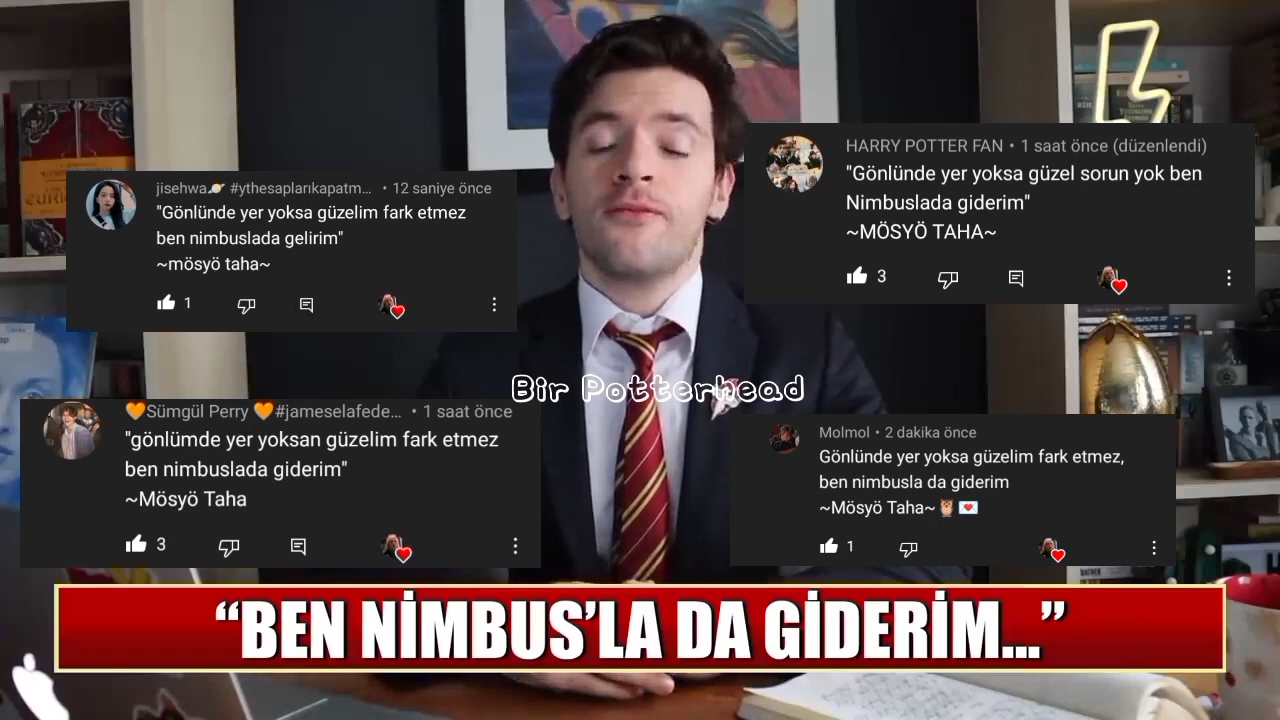 jisehwa🪐 #ythesaplarıkapatm... • 12 saniye önce
"Gönlünde yer yoksa güzelim fark etmez
ben nimbuslada gelirim"
~mösyö taha~
1
HARRY POTTER FAN • 1 saat önce (düzenlendi)
"Gönlünde yer yoksa güzel sorun yok ben
Nimbuslada giderim"
~MÖSYÖ TAHA~
3
Bir Potterhead
🧡Sümgül Perry 🧡#jameselafede... • 1 saat önce
"gönlümde yer yoksan güzelim fark etmez
ben nimbuslada giderim"
~Mösyö Taha
3
Molmol • 2 dakika önce
Gönlünde yer yoksa güzelim fark etmez,
ben nimbusla da giderim
~Mösyö Taha~🦉💌
1
“BEN NİMBUS’LA DA GİDERİM...”